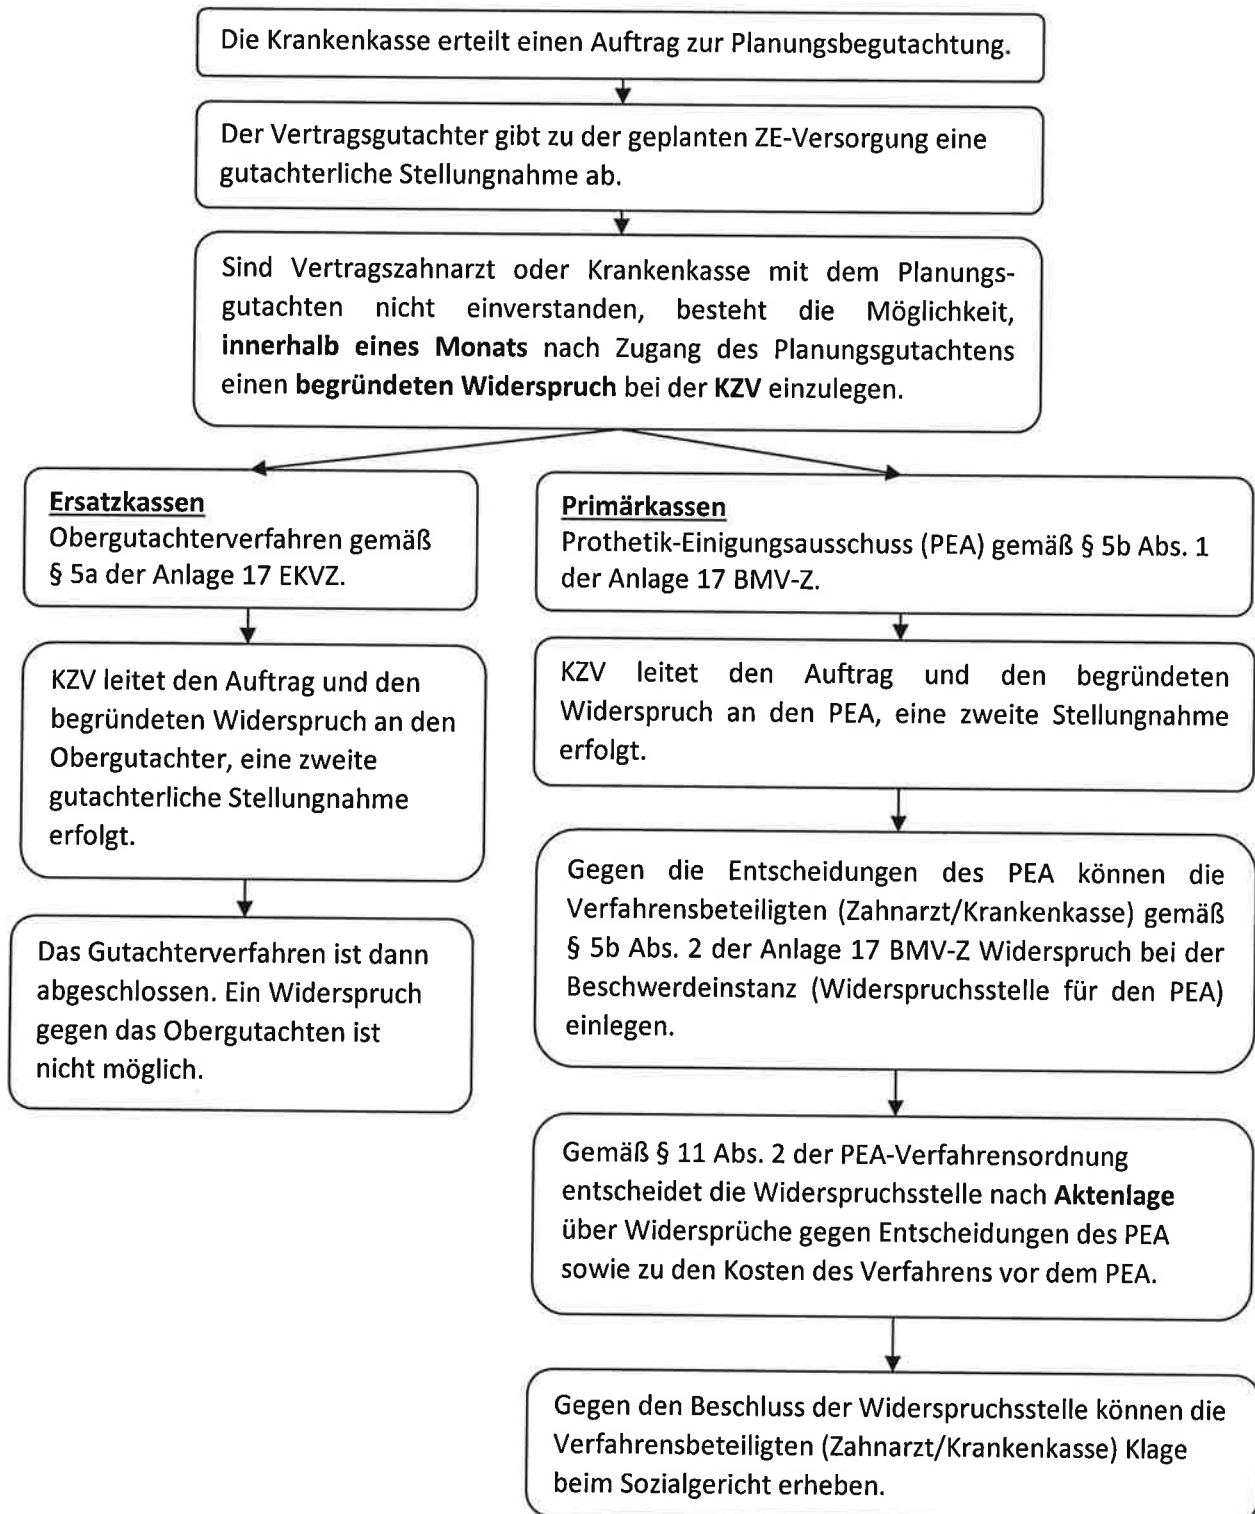 Die Krankenkasse erteilt einen Auftrag zur Planungsbegutachtung.
Der Vertragsgutachter gibt zu der geplanten ZE-Versorgung eine
gutachterliche Stellungnahme ab.
Sind Vertragszahnarzt oder Krankenkasse mit dem Planungs-
gutachten nicht einverstanden, besteht die Möglichkeit,
innerhalb eines Monats nach Zugang des Planungsgutachtens
einen begründeten Widerspruch bei der KZV einzulegen.
Ersatzkassen
Obergutachterverfahren gemäß
§ 5a der Anlage 17 EKVZ.
KZV leitet den Auftrag und den
begründeten Widerspruch an den
Obergutachter, eine zweite
gutachterliche Stellungnahme
erfolgt.
Das Gutachterverfahren ist dann
abgeschlossen. Ein Widerspruch
gegen das Obergutachten ist
nicht möglich.
Primärkassen
Prothetik-Einigungsausschuss (PEA) gemäß § 5b Abs. 1
der Anlage 17 BMV-Z.
KZV leitet den Auftrag und den begründeten
Widerspruch an den PEA, eine zweite Stellungnahme
erfolgt.
Gegen die Entscheidungen des PEA können die
Verfahrensbeteiligten (Zahnarzt/Krankenkasse) gemäß
§ 5b Abs. 2 der Anlage 17 BMV-Z Widerspruch bei der
Beschwerdeinstanz (Widerspruchsstelle für den PEA)
einlegen.
Gemäß § 11 Abs. 2 der PEA-Verfahrensordnung
entscheidet die Widerspruchsstelle nach Aktenlage
über Widersprüche gegen Entscheidungen des PEA
sowie zu den Kosten des Verfahrens vor dem PEA.
Gegen den Beschluss der Widerspruchsstelle können die
Verfahrensbeteiligten (Zahnarzt/Krankenkasse) Klage
beim Sozialgericht erheben.